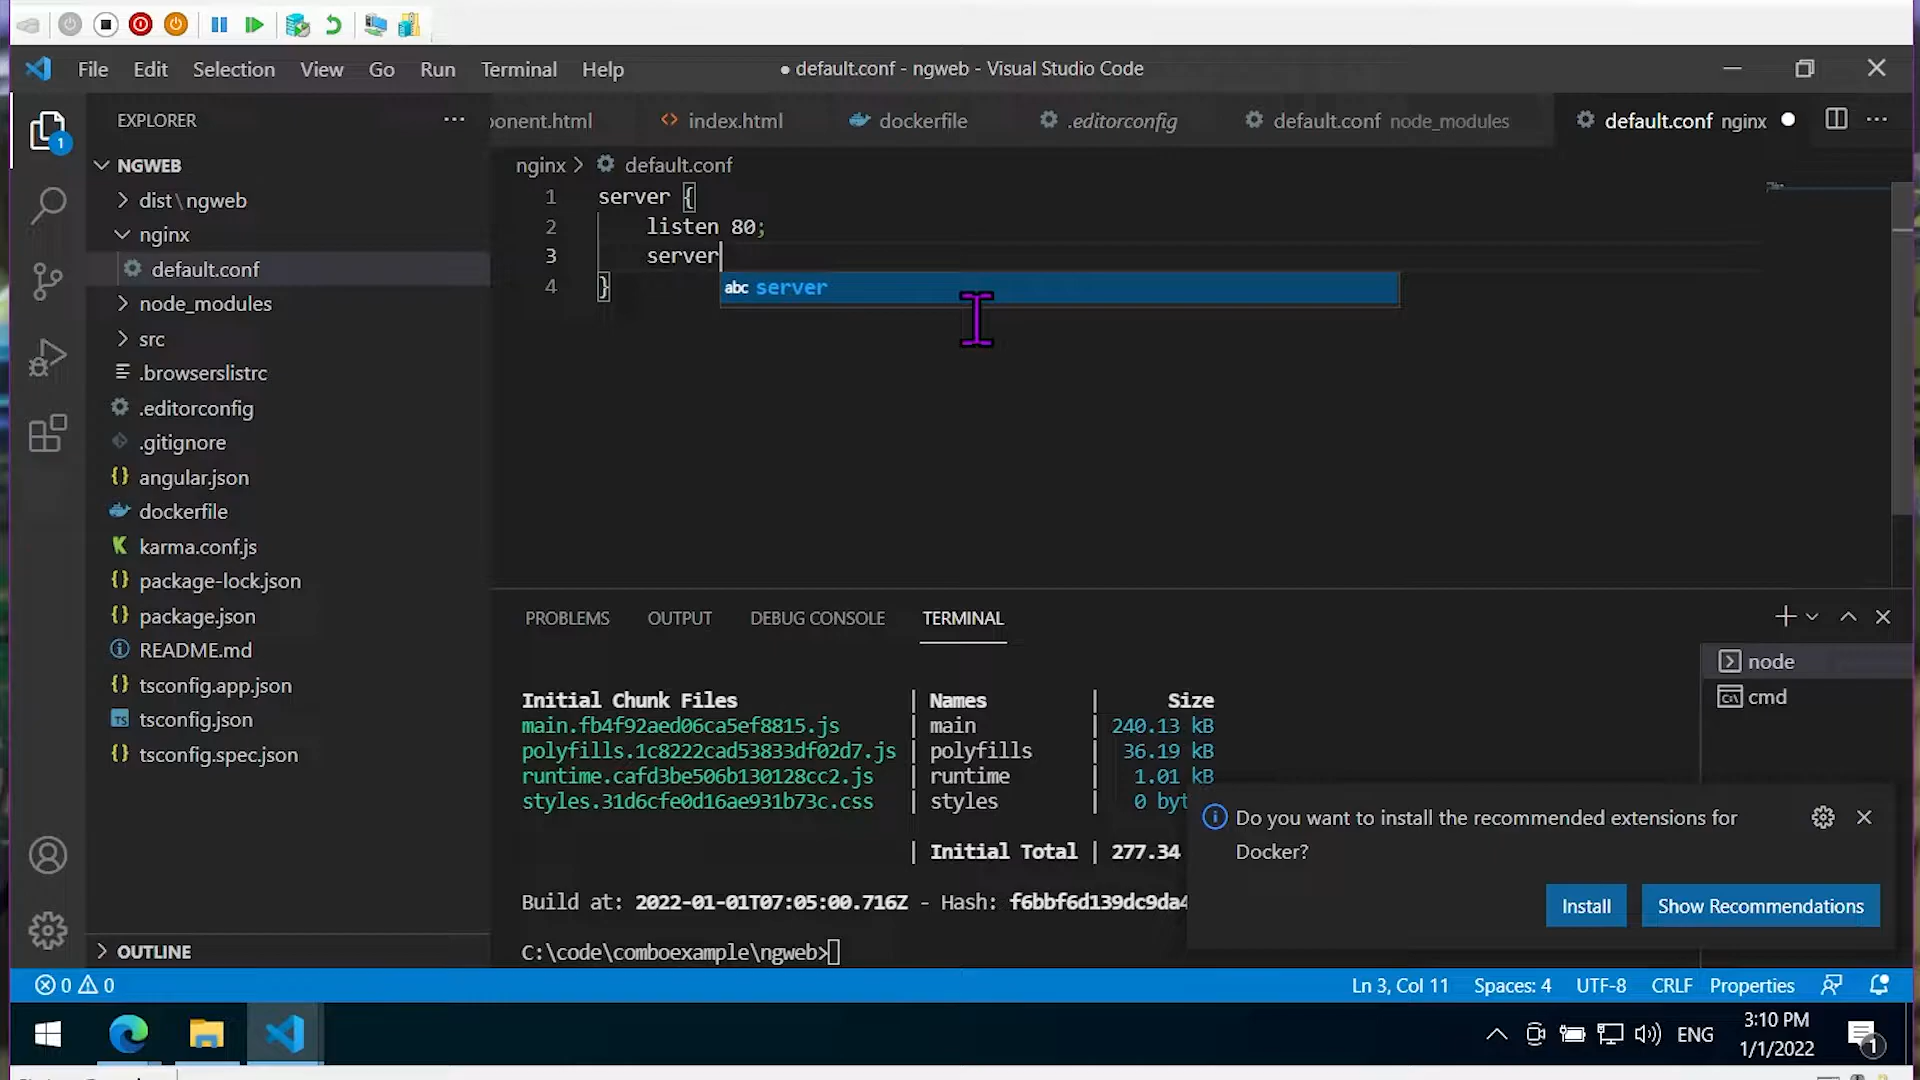 File Edit Selection View Go Run Terminal Help
● default.conf - ngweb - Visual Studio Code
EXPLORER
ponent.html
index.html
dockerfile
.editorconfig
default.conf node_modules
default.conf nginx
1
NGWEB
dist\ngweb
nginx
default.conf
node_modules
src
.browserslistrc
.editorconfig
.gitignore
angular.json
dockerfile
karma.conf.js
package-lock.json
package.json
README.md
tsconfig.app.json
TS tsconfig.json
tsconfig.spec.json
OUTLINE
nginx > default.conf
1 server {
2 listen 80;
3 server
4 }
abc server
PROBLEMS OUTPUT DEBUG CONSOLE TERMINAL
node
cmd
Initial Chunk Files | Names | Size
main.fb4f92aed06ca5ef8815.js | main | 240.13 kB
polyfills.1c8222cad53833df02d7.js | polyfills | 36.19 kB
runtime.cafd3be506b130128cc2.js | runtime | 1.01 kB
styles.31d6cfe0d16ae931b73c.css | styles | 0 byt
| Initial Total | 277.34
Build at: 2022-01-01T07:05:00.716Z - Hash: f6bbf6d139dc9da4
C:\code\comboexample\ngweb>
Do you want to install the recommended extensions for
Docker?
Install
Show Recommendations
0 0
Ln 3, Col 11 Spaces: 4 UTF-8 CRLF Properties
ENG
3:10 PM
1/1/2022
1